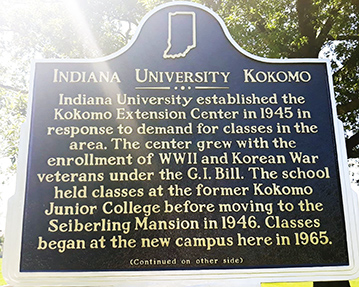 INDIANA UNIVERSITY KOKOMO
Indiana University established the
Kokomo Extension Center in 1945 in
response to demand for classes in the
area. The center grew with the
enrollment of WWII and Korean War
veterans under the G.I. Bill. The school
held classes at the former Kokomo
Junior College before moving to the
Seiberling Mansion in 1946. Classes
began at the new campus here in 1965.
(Continued on other side)